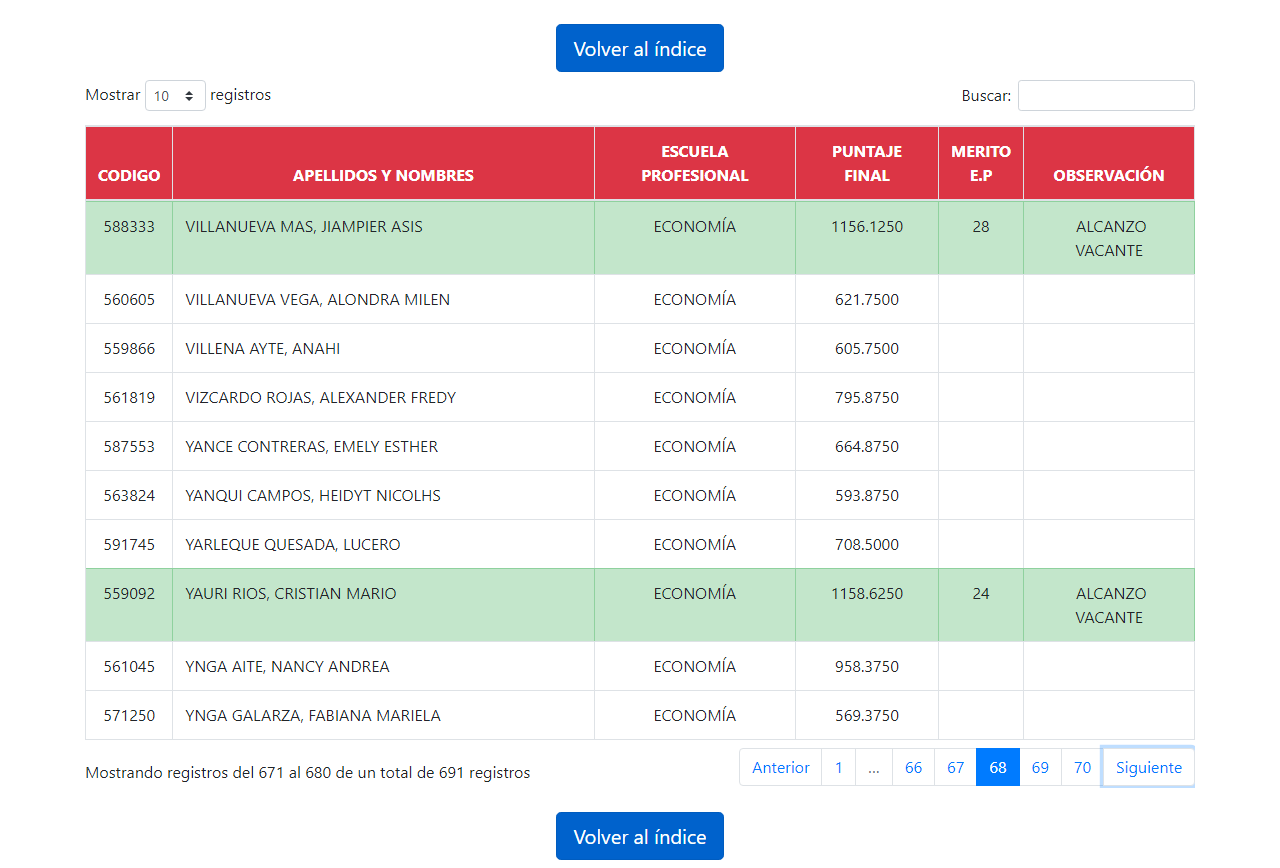 Volver al índice
Mostrar 10 registros
Buscar:
CODIGO APELLIDOS Y NOMBRES ESCUELA PROFESIONAL PUNTAJE FINAL MERITO E.P OBSERVACIÓN
588333 VILLANUEVA MAS, JIAMPIER ASIS ECONOMÍA 1156.1250 28 ALCANZO VACANTE
560605 VILLANUEVA VEGA, ALONDRA MILEN ECONOMÍA 621.7500
559866 VILLENA AYTE, ANAHI ECONOMÍA 605.7500
561819 VIZCARDO ROJAS, ALEXANDER FREDY ECONOMÍA 795.8750
587553 YANCE CONTRERAS, EMELY ESTHER ECONOMÍA 664.8750
563824 YANQUI CAMPOS, HEIDYT NICOLHS ECONOMÍA 593.8750
591745 YARLEQUE QUESADA, LUCERO ECONOMÍA 708.5000
559092 YAURI RIOS, CRISTIAN MARIO ECONOMÍA 1158.6250 24 ALCANZO VACANTE
561045 YNGA AITE, NANCY ANDREA ECONOMÍA 958.3750
571250 YNGA GALARZA, FABIANA MARIELA ECONOMÍA 569.3750
Mostrando registros del 671 al 680 de un total de 691 registros
Anterior 1 ... 66 67 68 69 70 Siguiente
Volver al índice